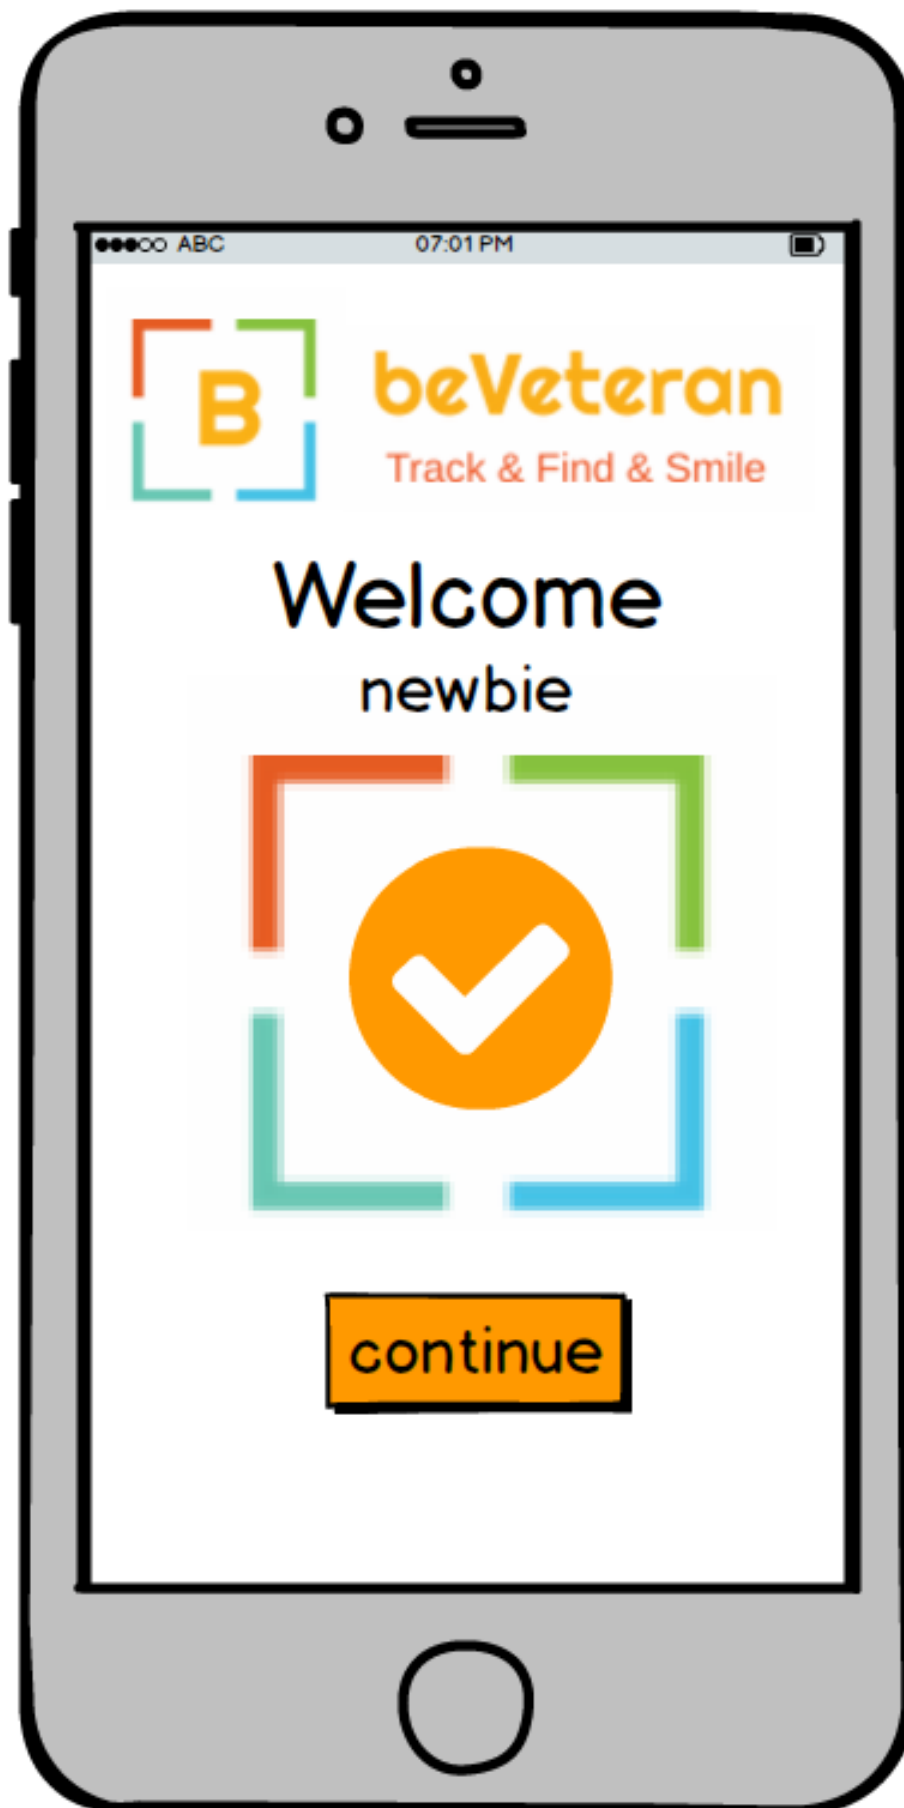 ABC 07:01 PM
B
beVeteran
Track & Find & Smile
Welcome
newbie
continue